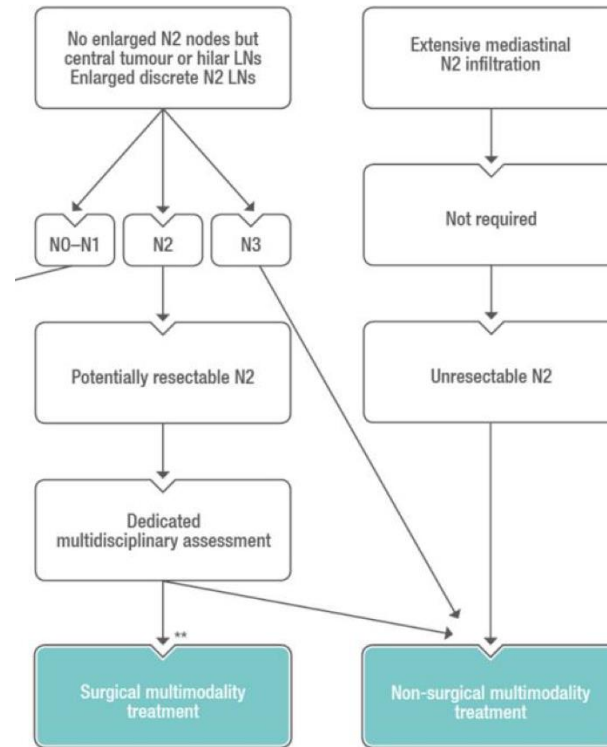 No enlarged N2 nodes but
central tumour or hilar LNs
Enlarged discrete N2 LNs
Extensive mediastinal
N2 infiltration
Not required
N0–N1
N2
N3
Potentially resectable N2
Unresectable N2
Dedicated
multidisciplinary assessment
**
Surgical multimodality
treatment
Non-surgical multimodality
treatment